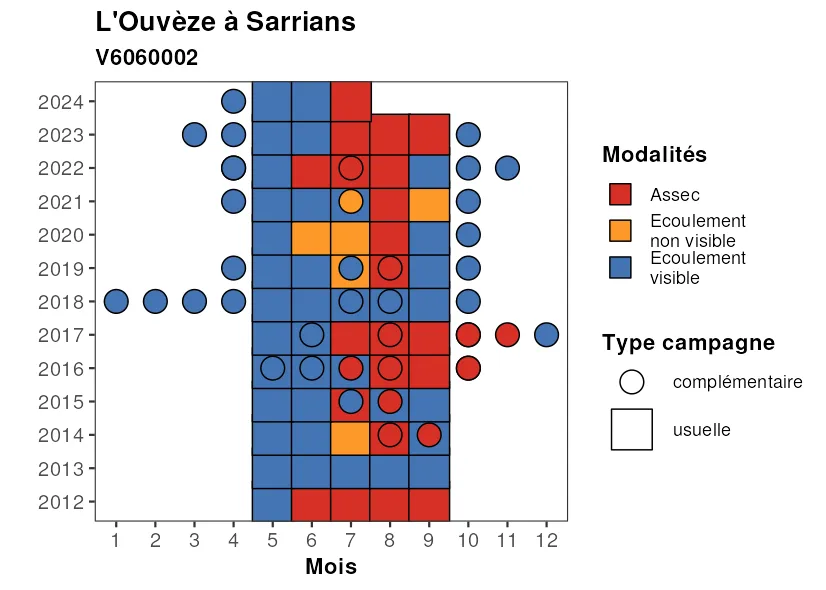 L'Ouvèze à Sarrians
V6060002
2024
2023
2022
2021
2020
2019
2018
2017
2016
2015
2014
2013
2012
1 2 3 4 5 6 7 8 9 10 11 12
Mois
Modalités
Assec
Ecoulement
non visible
Ecoulement
visible
Type campagne
complémentaire
usuelle